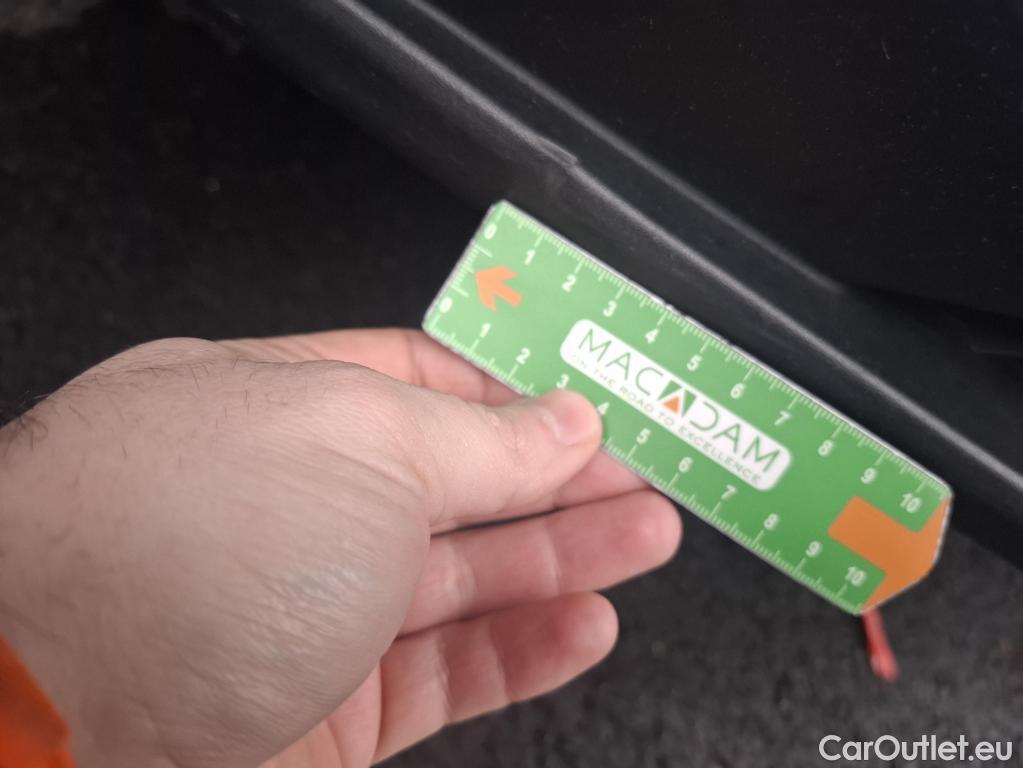 0 1 2 3 4 5 6 7 8 9 10
MACADAM
ON THE ROAD TO EXCELLENCE
0 1 2 3 4 5 6 7 8 9 10
CarOutlet.eu